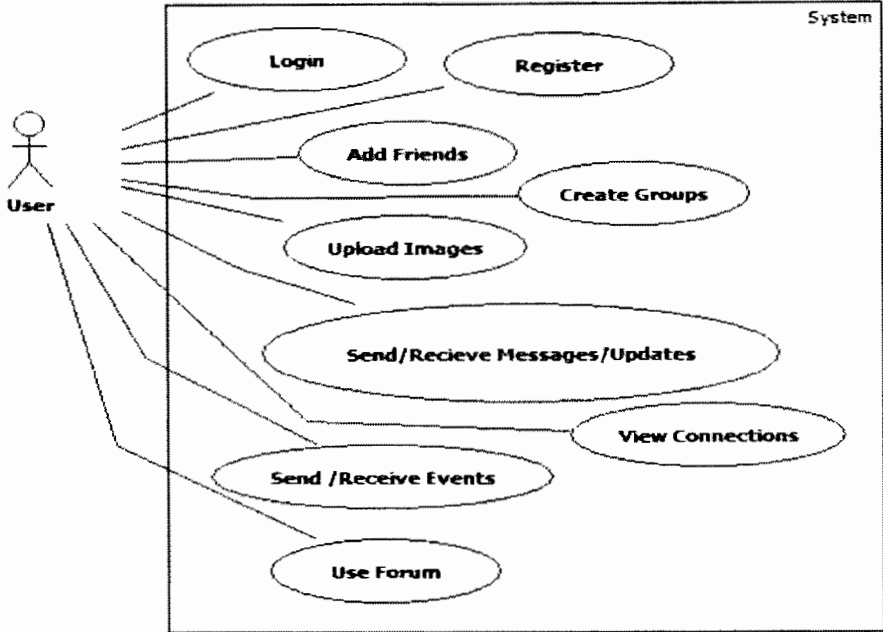 System
Login
Register
Add Friends
User
Create Groups
Upload Images
Send/Recieve Messages/Updates
View Connections
Send /Receive Events
Use Forum